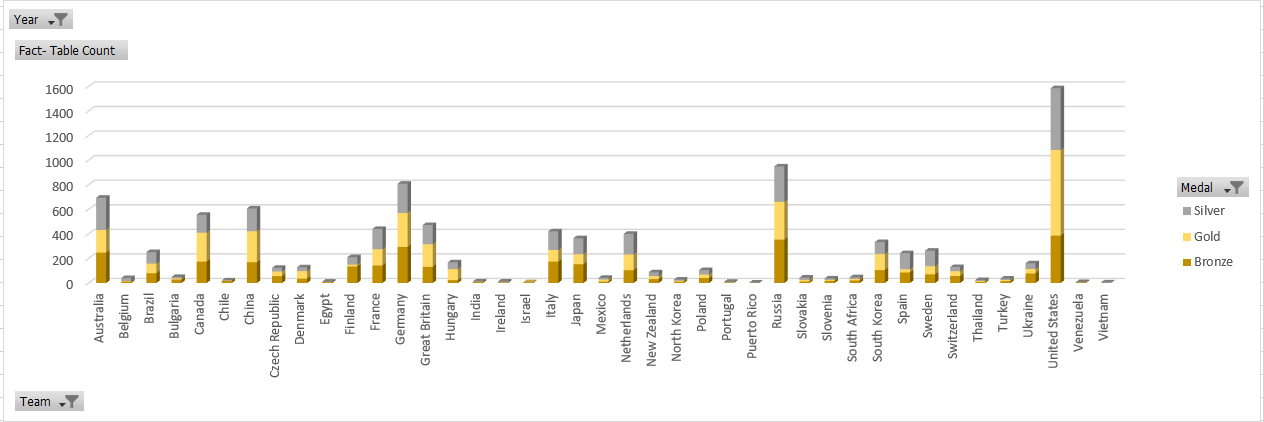 Year
Fact- Table Count
1600
1400
1200
1000
800
600
400
200
0
Australia
Belgium
Brazil
Bulgaria
Canada
Chile
China
Czech Republic
Denmark
Egypt
Finland
France
Germany
Great Britain
Hungary
India
Ireland
Israel
Italy
Japan
Mexico
Netherlands
New Zealand
North Korea
Poland
Portugal
Puerto Rico
Russia
Slovakia
Slovenia
South Africa
South Korea
Spain
Sweden
Switzerland
Thailand
Turkey
Ukraine
United States
Venezuela
Vietnam
Medal
Silver
Gold
Bronze
Team